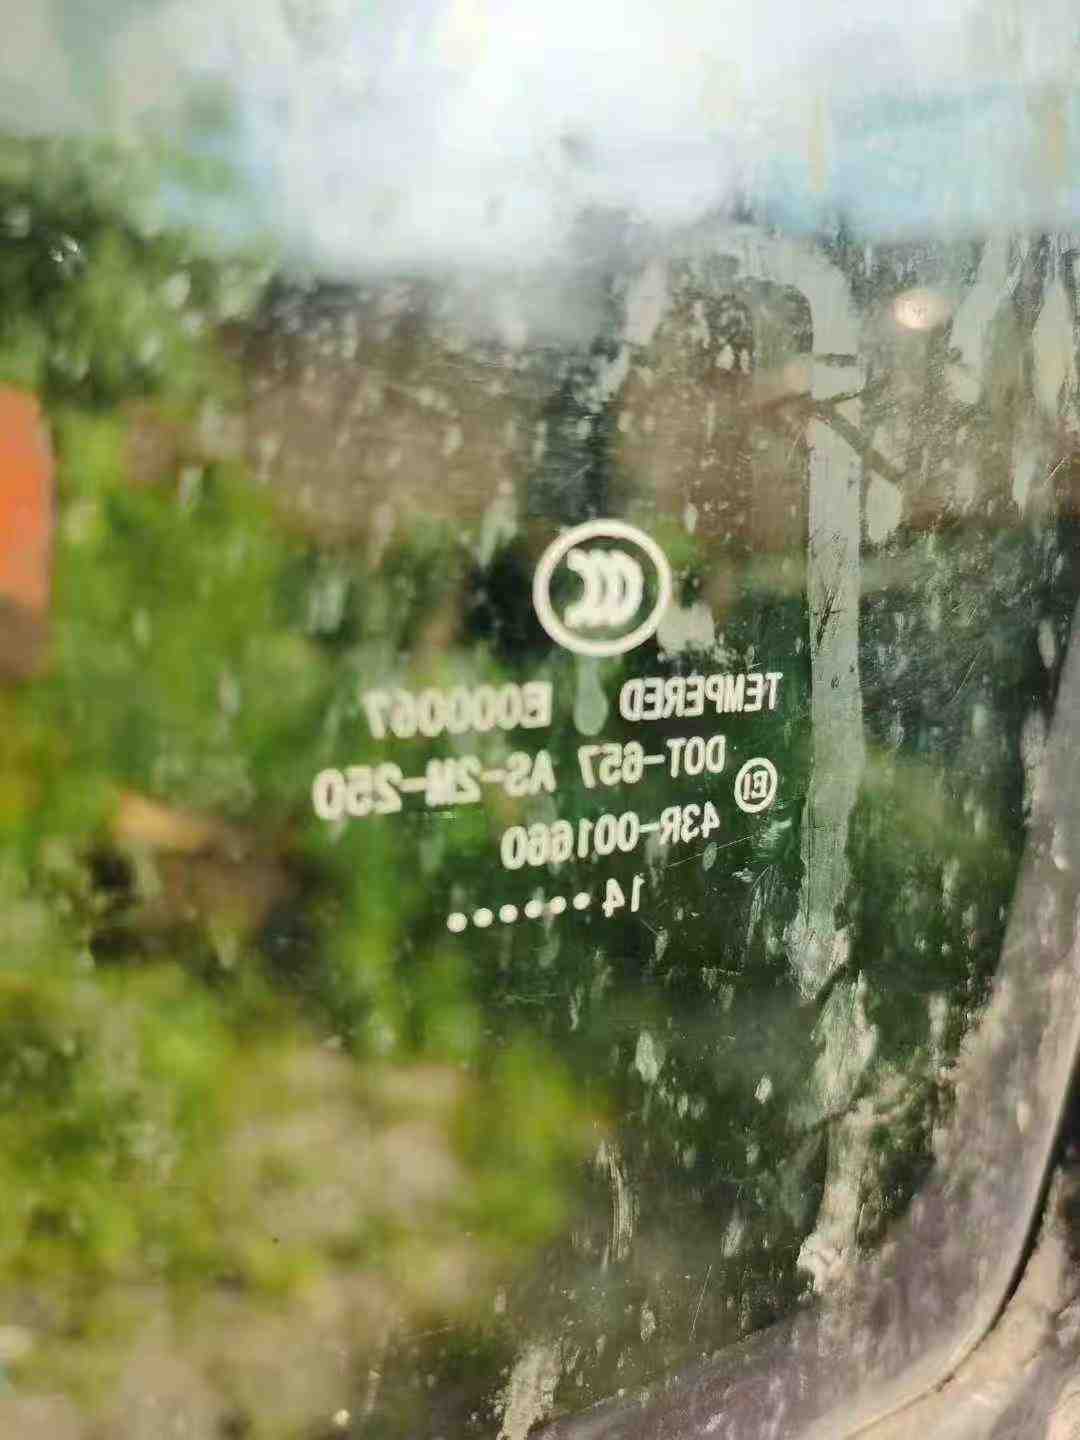 CCC
TEMPERED E000067
E1 DOT-657 AS-2M-250
43R-001660
14 •••••••